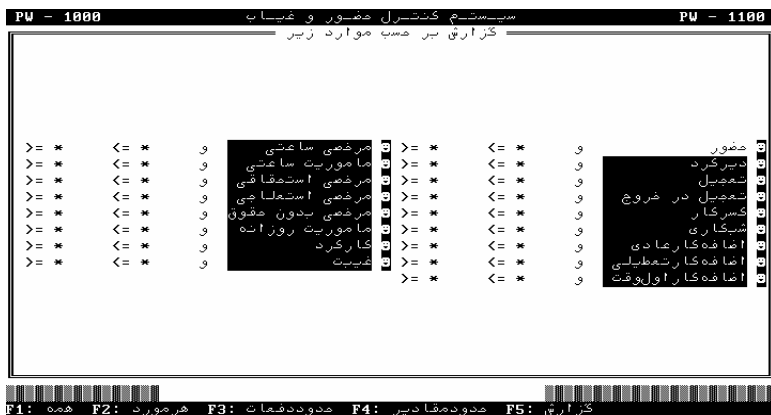 PW - 1000 سیستم کنترل حضور و غیاب PW - 1100
گزارش بر حسب موارد زیر
حضور و <= * >= * مرخصی ساعتی و <= * >= *
دیرکرد و <= * >= * ماموریت ساعتی و <= * >= *
تعجیل و <= * >= * مرخصی استحقاقی و <= * >= *
تعجیل در خروج و <= * >= * مرخصی استعلاجی و <= * >= *
کسرکار و <= * >= * مرخصی بدون حقوق و <= * >= *
شبکاری و <= * >= * ماموریت روزانه و <= * >= *
اضافه‌کارعادی و <= * >= * کارکرد و <= * >= *
اضافه‌کارتعطیلی و <= * >= * غیبت و <= * >= *
اضافه‌کاراول‌وقت و <= * >= *
F1: همه F2: هرمورد F3: حدوددفعات F4: حدودمقادیر F5: گزارش